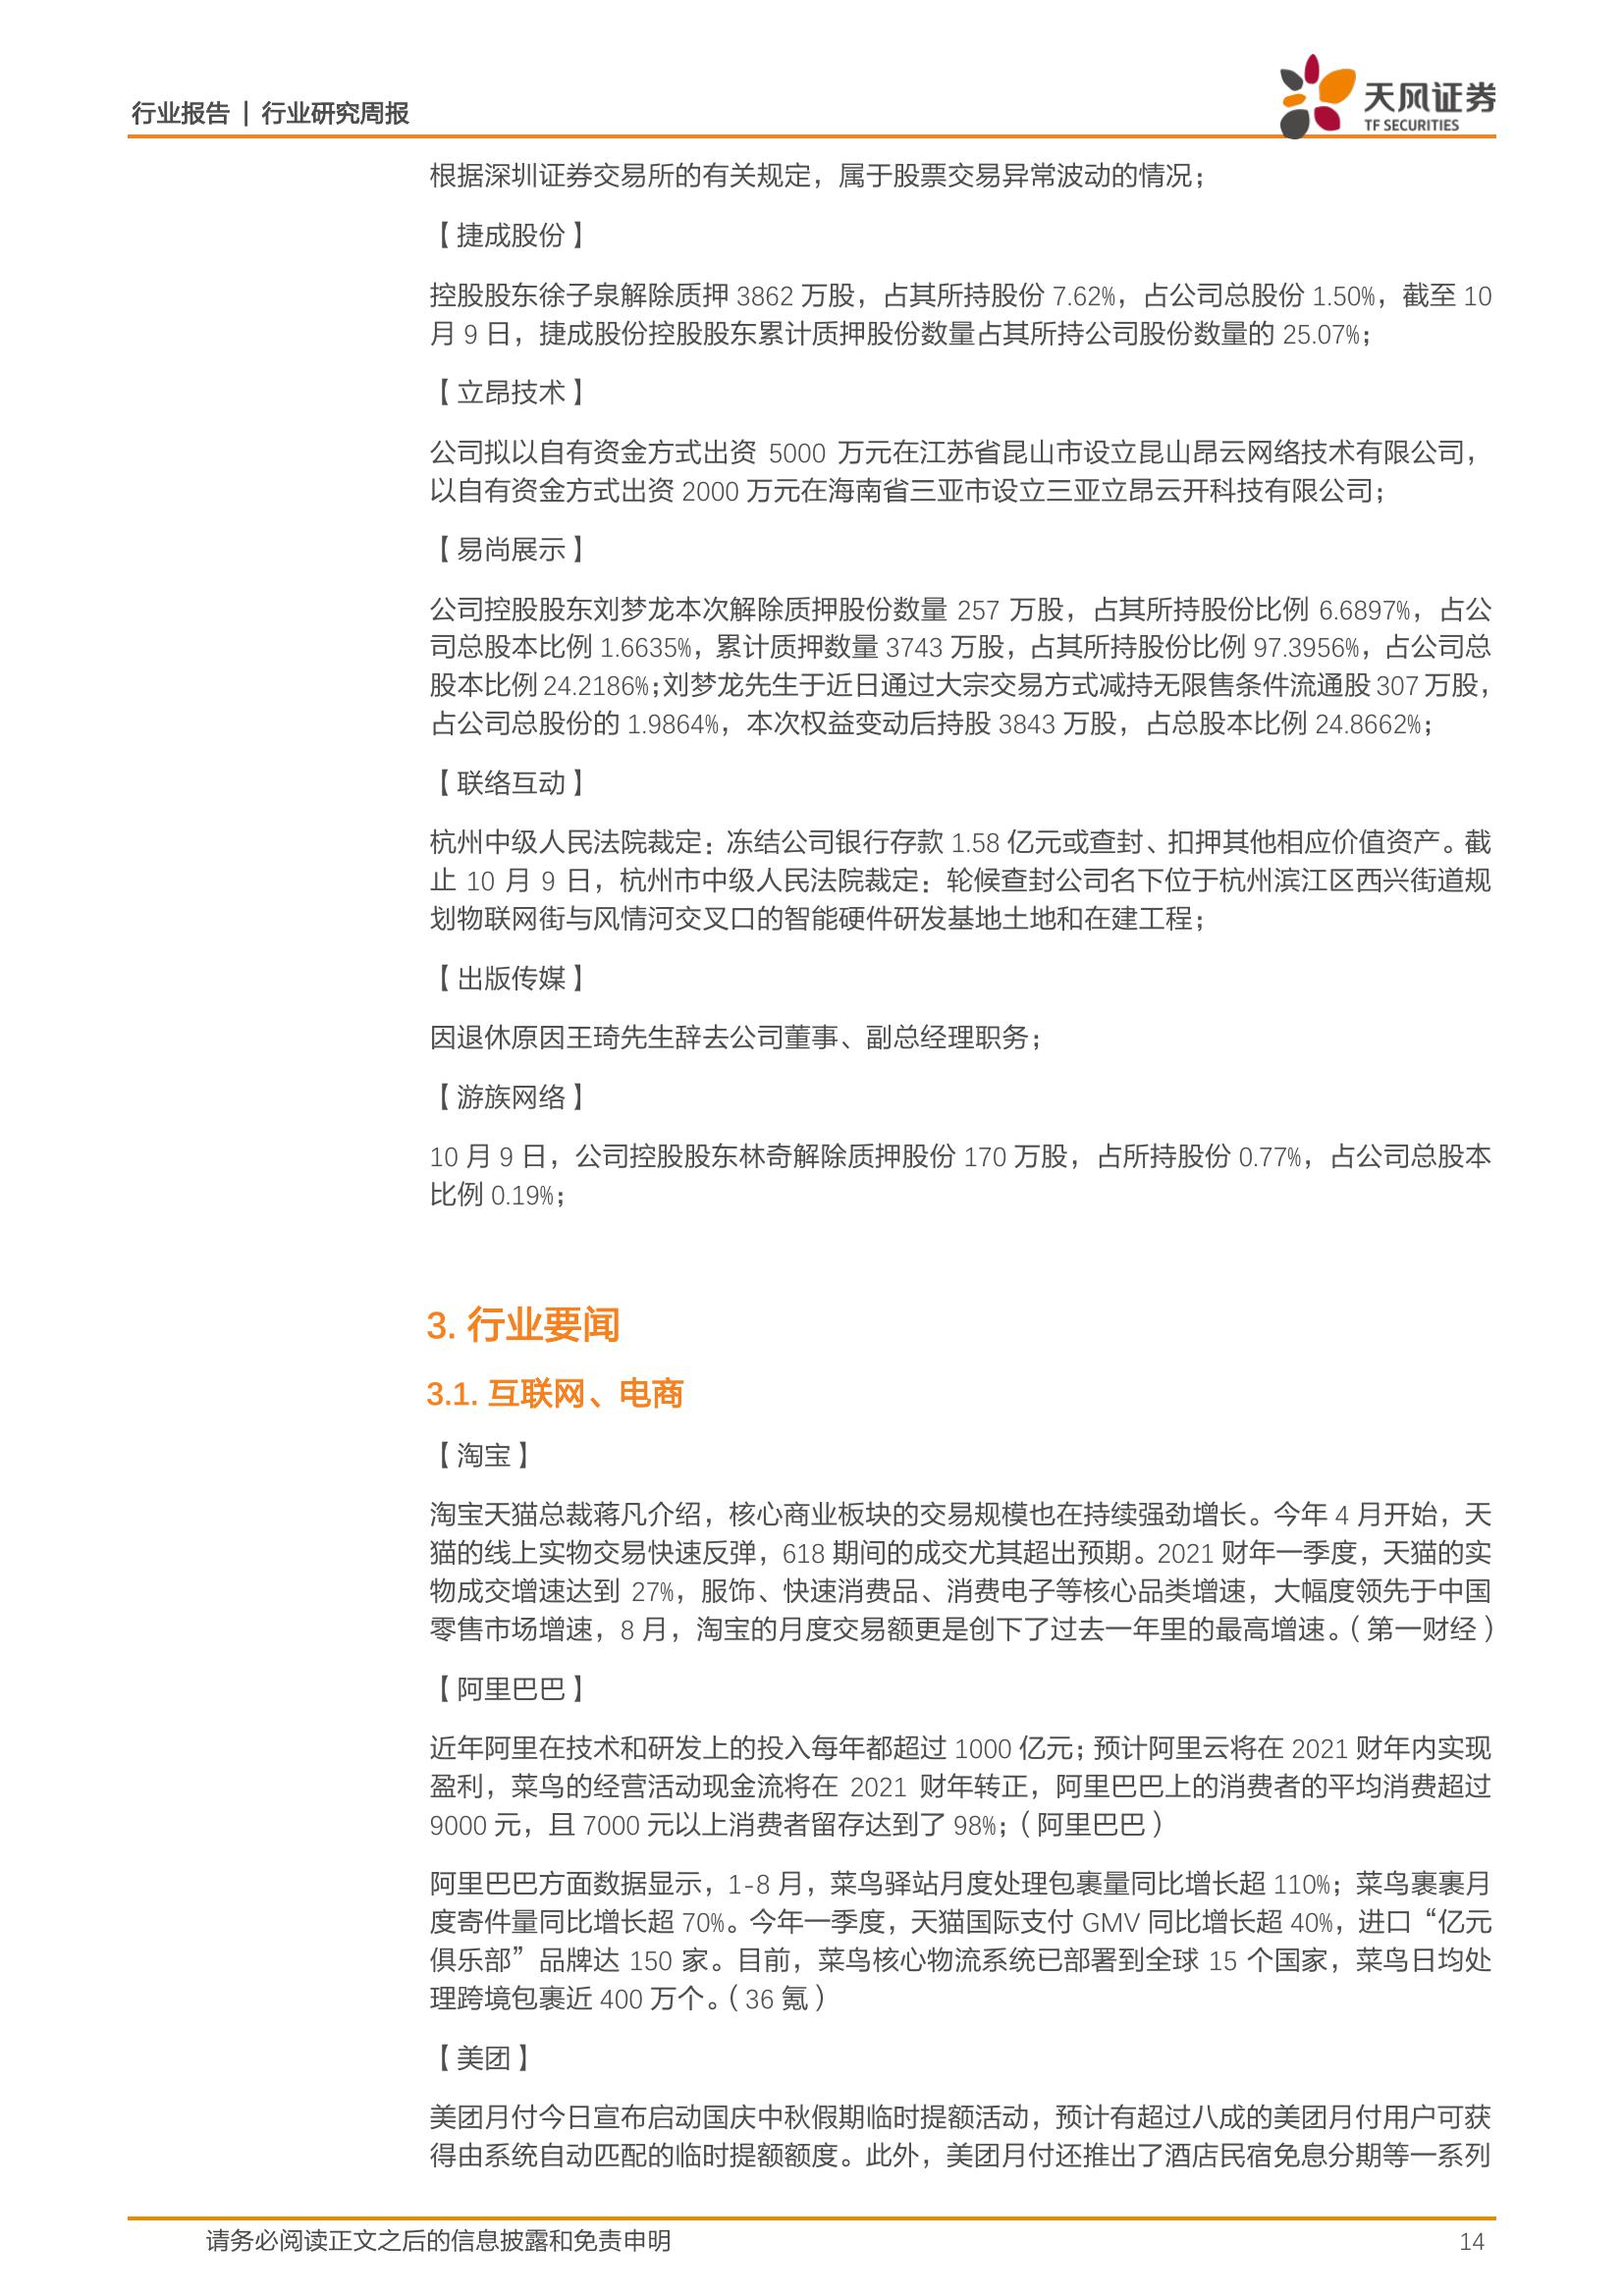 行业报告 | 行业研究周报
天风证券
TF SECURITIES
根据深圳证券交易所的有关规定，属于股票交易异常波动的情况；
【捷成股份】
控股股东徐子泉解除质押 3862 万股，占其所持股份 7.62%，占公司总股份 1.50%，截至 10
月 9 日，捷成股份控股股东累计质押股份数量占其所持公司股份数量的 25.07%；
【立昂技术】
公司拟以自有资金方式出资 5000 万元在江苏省昆山市设立昆山昂云网络技术有限公司，
以自有资金方式出资 2000 万元在海南省三亚市设立三亚立昂云开科技有限公司；
【易尚展示】
公司控股股东刘梦龙本次解除质押股份数量 257 万股，占其所持股份比例 6.6897%，占公
司总股本比例 1.6635%，累计质押数量 3743 万股，占其所持股份比例 97.3956%，占公司总
股本比例 24.2186%；刘梦龙先生于近日通过大宗交易方式减持无限售条件流通股 307 万股，
占公司总股份的 1.9864%，本次权益变动后持股 3843 万股，占总股本比例 24.8662%；
【联络互动】
杭州中级人民法院裁定：冻结公司银行存款 1.58 亿元或查封、扣押其他相应价值资产。截
止 10 月 9 日，杭州市中级人民法院裁定：轮候查封公司名下位于杭州滨江区西兴街道规
划物联网街与风情河交叉口的智能硬件研发基地土地和在建工程；
【出版传媒】
因退休原因王琦先生辞去公司董事、副总经理职务；
【游族网络】
10 月 9 日，公司控股股东林奇解除质押股份 170 万股，占所持股份 0.77%，占公司总股本
比例 0.19%；
3. 行业要闻
3.1. 互联网、电商
【淘宝】
淘宝天猫总裁蒋凡介绍，核心商业板块的交易规模也在持续强劲增长。今年 4 月开始，天
猫的线上实物交易快速反弹，618 期间的成交尤其超出预期。2021 财年一季度，天猫的实
物成交增速达到 27%，服饰、快速消费品、消费电子等核心品类增速，大幅度领先于中国
零售市场增速，8 月，淘宝的月度交易额更是创下了过去一年里的最高增速。（第一财经）
【阿里巴巴】
近年阿里在技术和研发上的投入每年都超过 1000 亿元；预计阿里云将在 2021 财年内实现
盈利，菜鸟的经营活动现金流将在 2021 财年转正，阿里巴巴上的消费者的平均消费超过
9000 元，且 7000 元以上消费者留存达到了 98%；（阿里巴巴）
阿里巴巴方面数据显示，1-8 月，菜鸟驿站月度处理包裹量同比增长超 110%；菜鸟裹裹月
度寄件量同比增长超 70%。今年一季度，天猫国际支付 GMV 同比增长超 40%，进口“亿元
俱乐部”品牌达 150 家。目前，菜鸟核心物流系统已部署到全球 15 个国家，菜鸟日均处
理跨境包裹近 400 万个。（36 氪）
【美团】
美团月付今日宣布启动国庆中秋假期临时提额活动，预计有超过八成的美团月付用户可获
得由系统自动匹配的临时提额额度。此外，美团月付还推出了酒店民宿免息分期等一系列
请务必阅读正文之后的信息披露和免责申明
14